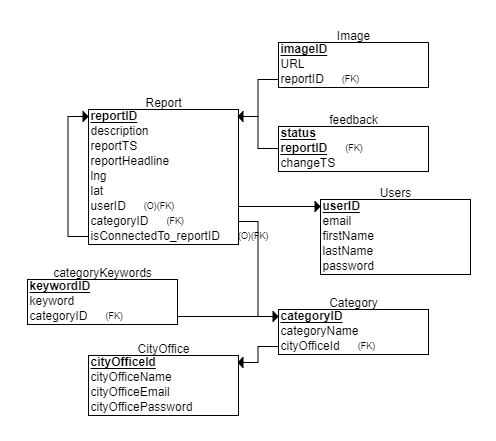 Image
imageID
URL
reportID (FK)
Report
reportID
description
reportTS
reportHeadline
lng
lat
userID (O)(FK)
categoryID (FK)
isConnectedTo_reportID (O)(FK)
feedback
status
reportID (FK)
changeTS
Users
userID
email
firstName
lastName
password
categoryKeywords
keywordID
keyword
categoryID (FK)
Category
categoryID
categoryName
cityOfficeId (FK)
CityOffice
cityOfficeId
cityOfficeName
cityOfficeEmail
cityOfficePassword